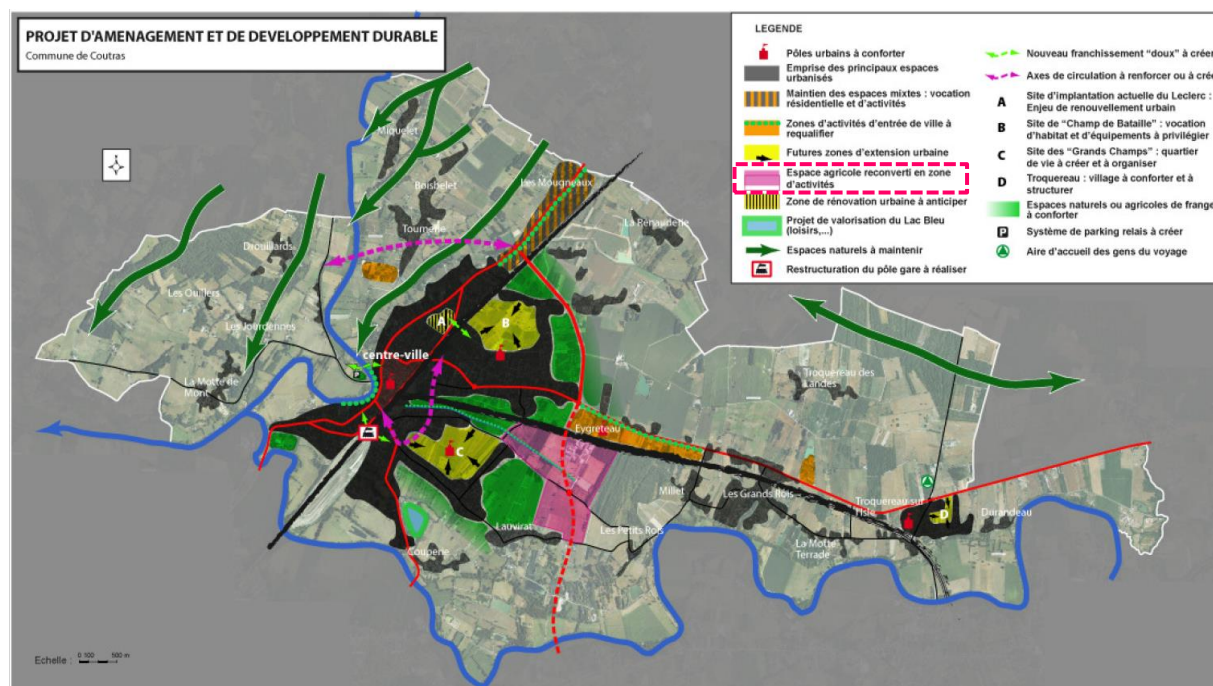 PROJET D'AMENAGEMENT ET DE DEVELOPPEMENT DURABLE
Commune de Coutras
LEGENDE
Pôles urbains à conforter
Emprise des principaux espaces
urbanisés
Maintien des espaces mixtes : vocation
résidentielle et d'activités
Zones d'activités d'entrée de ville à
requalifier
Futures zones d'extension urbaine
Espace agricole reconverti en zone
d'activités
Zone de rénovation urbaine à anticiper
Projet de valorisation du Lac Bleu
(loisirs,...)
Espaces naturels à maintenir
Restructuration du pôle gare à réaliser
Nouveau franchissement "doux" à créer
Axes de circulation à renforcer ou à cré
A Site d'implantation actuelle du Leclerc :
Enjeu de renouvellement urbain
B Site de "Champ de Bataille" : vocation
d'habitat et d'équipements à privilégier
C Site des "Grands Champs" : quartier
de vie à créer et à organiser
D Troquereau : village à conforter et à
structurer
Espaces naturels ou agricoles de frange
à conforter
P Système de parking relais à créer
Aire d'accueil des gens du voyage
Miquelet
Boisbelet
Les Mougneaux
La Renauderie
Tournerie
Drouillards
Les Ouillers
Les Jourdennes
A
B
centre-ville
P
La Motte de
Mont
Troquereau des
Landes
Eygreteau
C
Millet
Les Grands Rois
Troquereau sur
l'Isle
D
Durandeau
Lauvirat
Les Petits Rois
La Motte
Terrade
Couperie
Echelle : 0 100 500 m